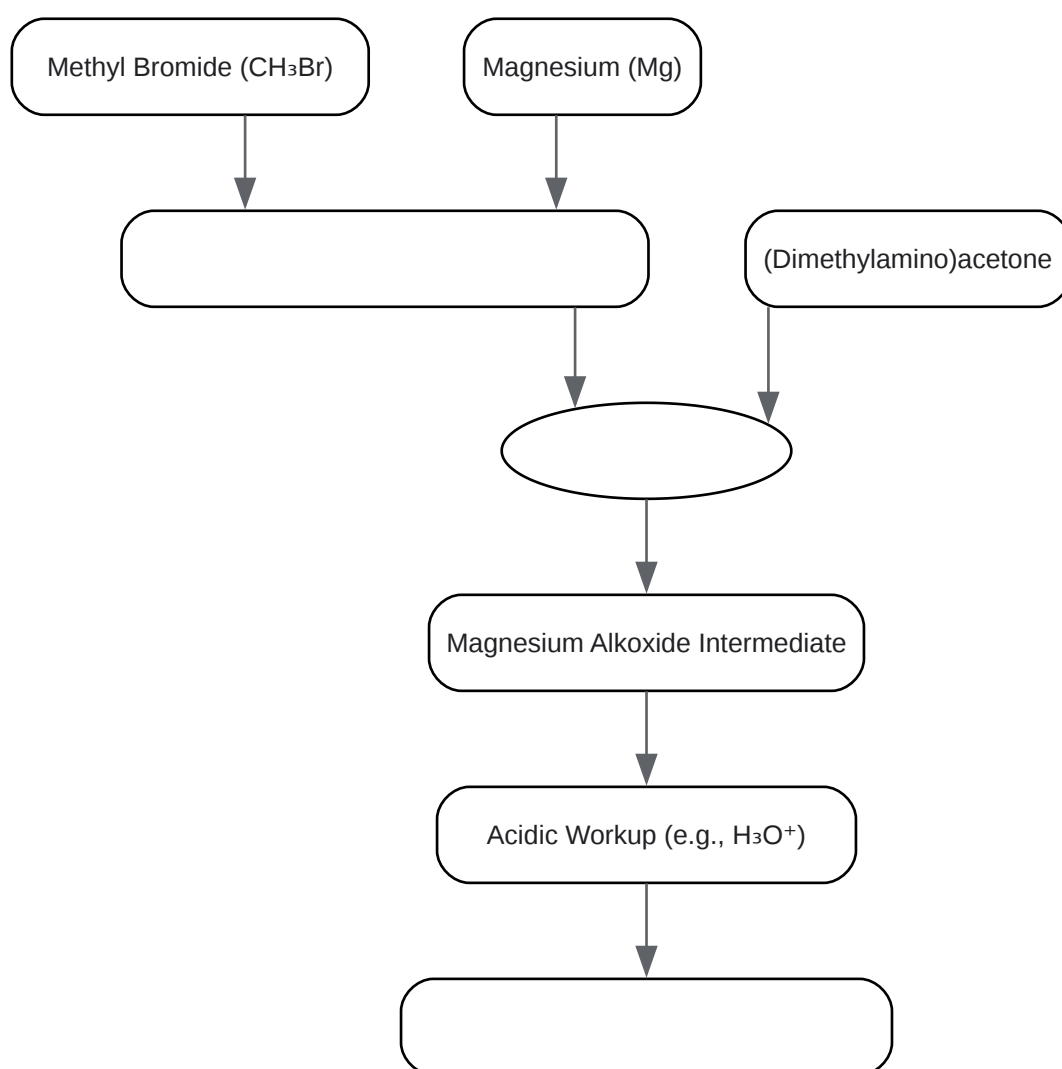 Methyl Bromide (CH₃Br)
Magnesium (Mg)
(Dimethylamino)acetone
Magnesium Alkoxide Intermediate
Acidic Workup (e.g., H₃O⁺)